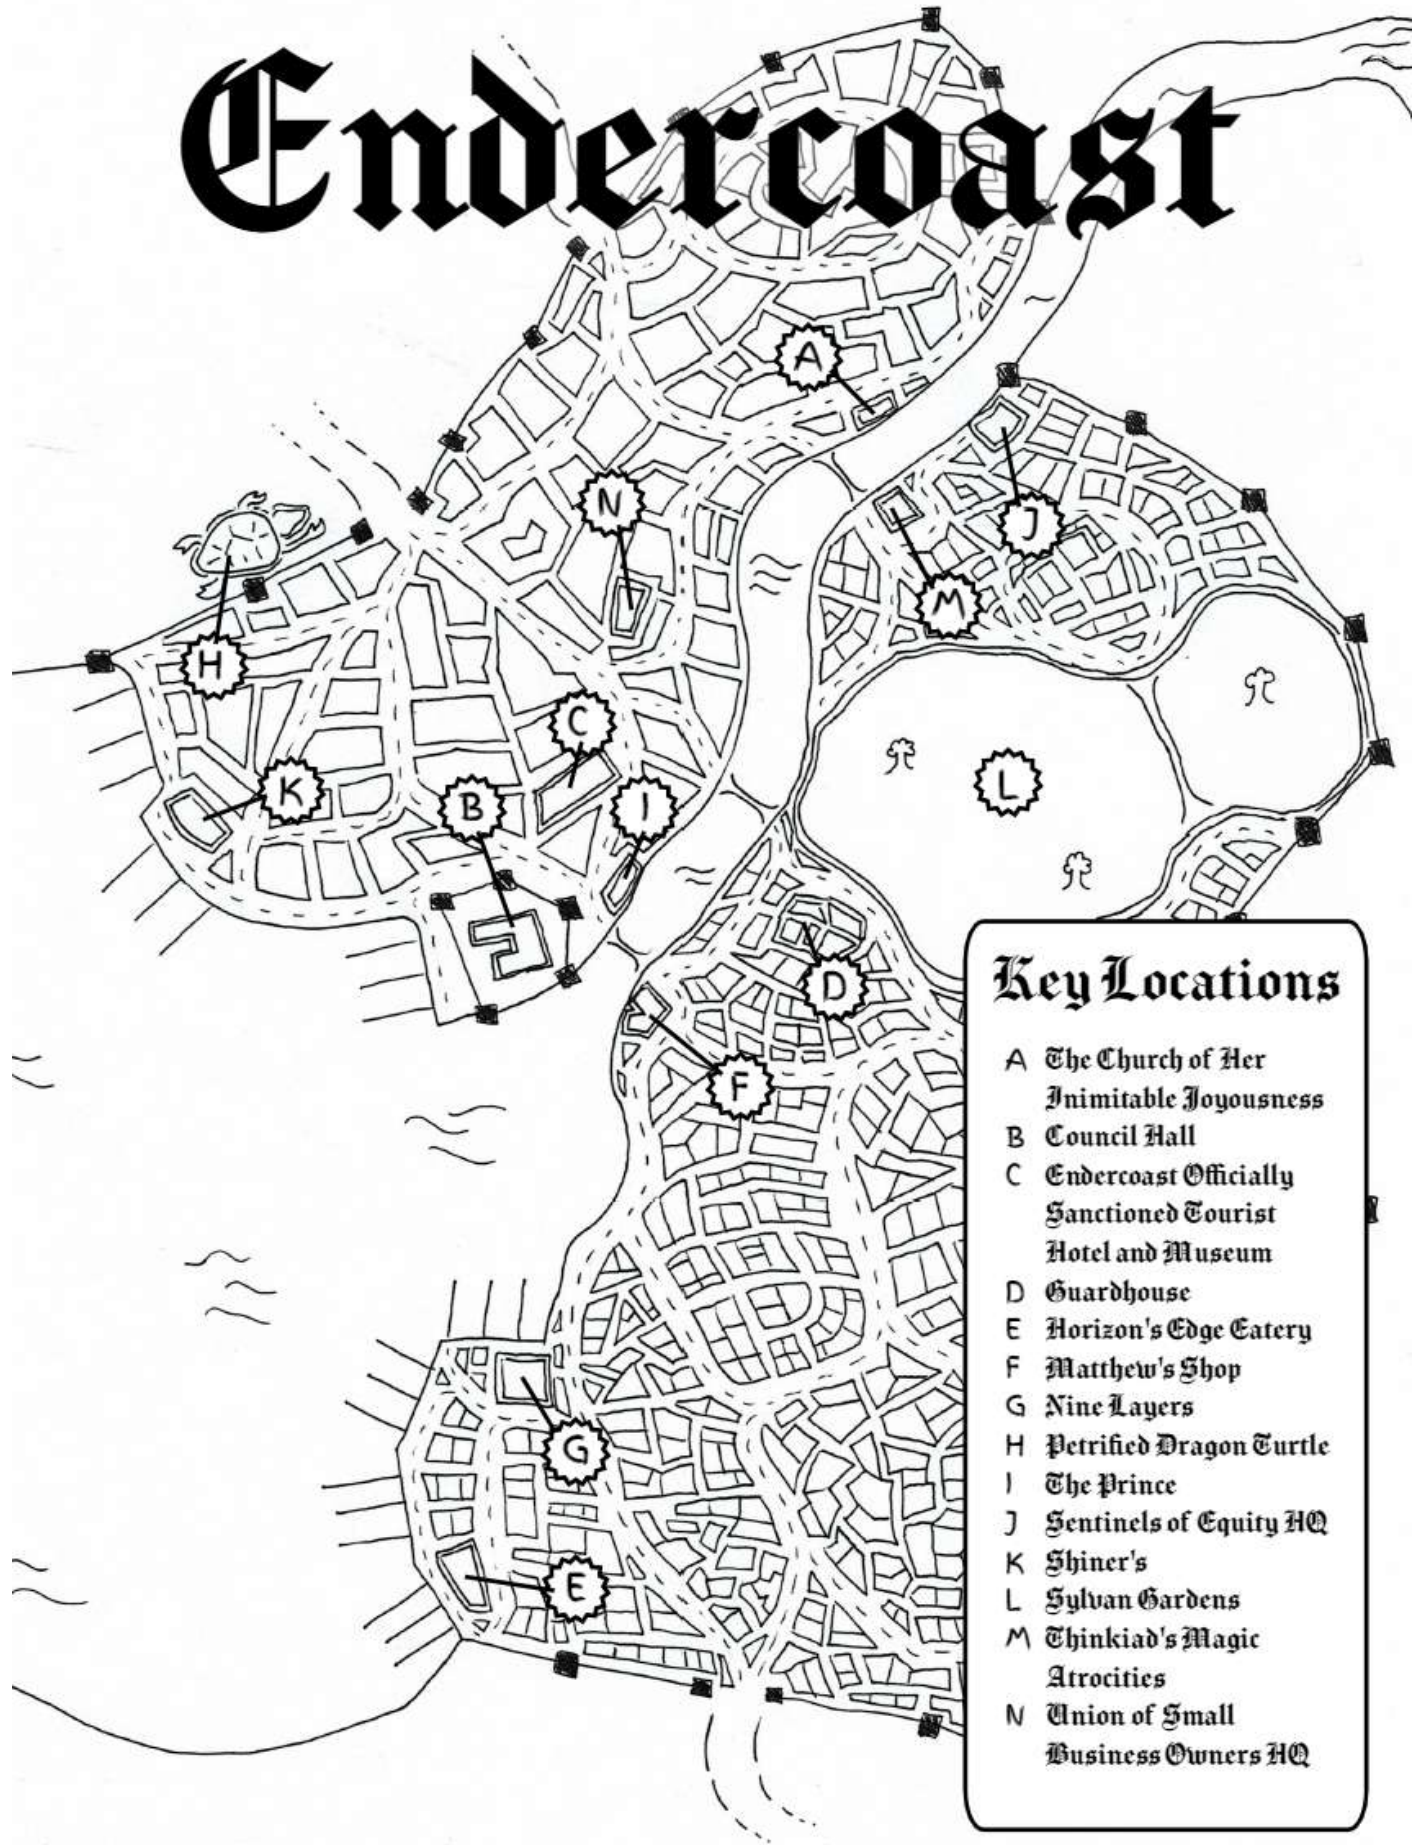 Endercoast
A
N
J
M
H
C
L
K
B
I
D
F
G
E
Key Locations
A The Church of Her
Inimitable Joyousness
B Council Hall
C Endercoast Officially
Sanctioned Tourist
Hotel and Museum
D Guardhouse
E Horizon's Edge Eatery
F Matthew's Shop
G Nine Layers
H Petrified Dragon Turtle
I The Prince
J Sentinels of Equity HQ
K Shiner's
L Sylvan Gardens
M Thinkiad's Magic
Atrocities
N Union of Small
Business Owners HQ